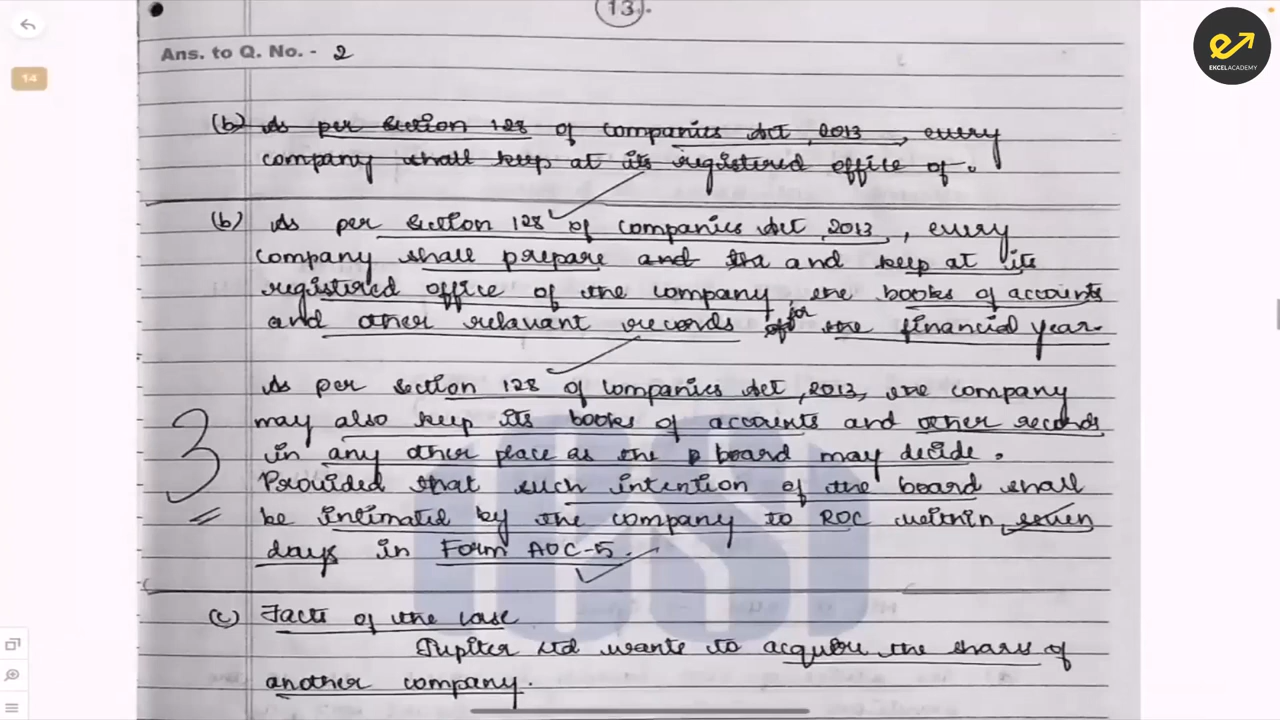 13.
Ans. to Q. No. - 2
14
EKCELACADEMY
(b) As per section 128 of companies Act, 2013, every
company shall keep at its registered office of.
(b) As per section 128 of companies Act 2013, every
company shall prepare and tha and keep at its
registered office of the company, the books of accounts
and other relavant records of for the financial year.
As per section 128 of companies Act, 2013, the company
may also keep its books of accounts and other records
in any other place as the b board may decide.
3
Provided that such intention of the board shall
be intimated by the company to ROC within seven
days in Form AOC-5.
ICSI
(c) Facts of the case
Jupiter Ltd wants to acquire the shares of
another company.